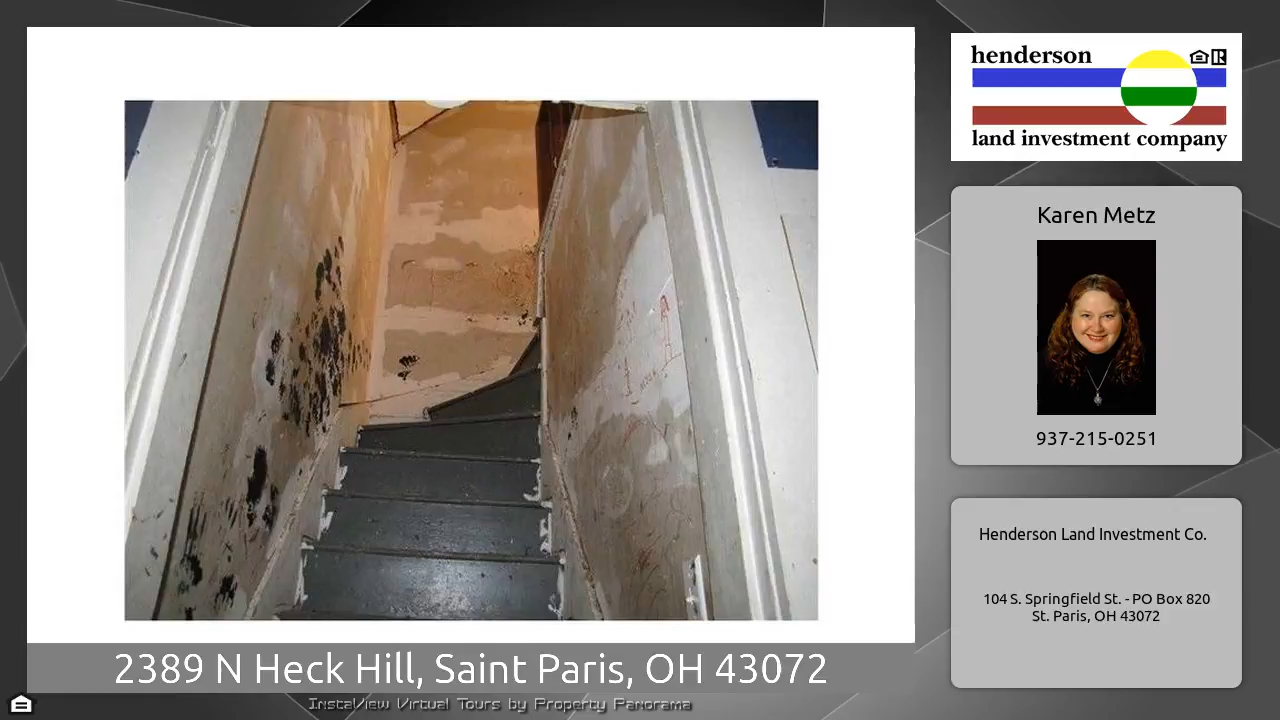 henderson
land investment company
Karen Metz
937-215-0251
Henderson Land Investment Co.
104 S. Springfield St. - PO Box 820
St. Paris, OH 43072
2389 N Heck Hill, Saint Paris, OH 43072
InstaView Virtual Tours by Property Panorama